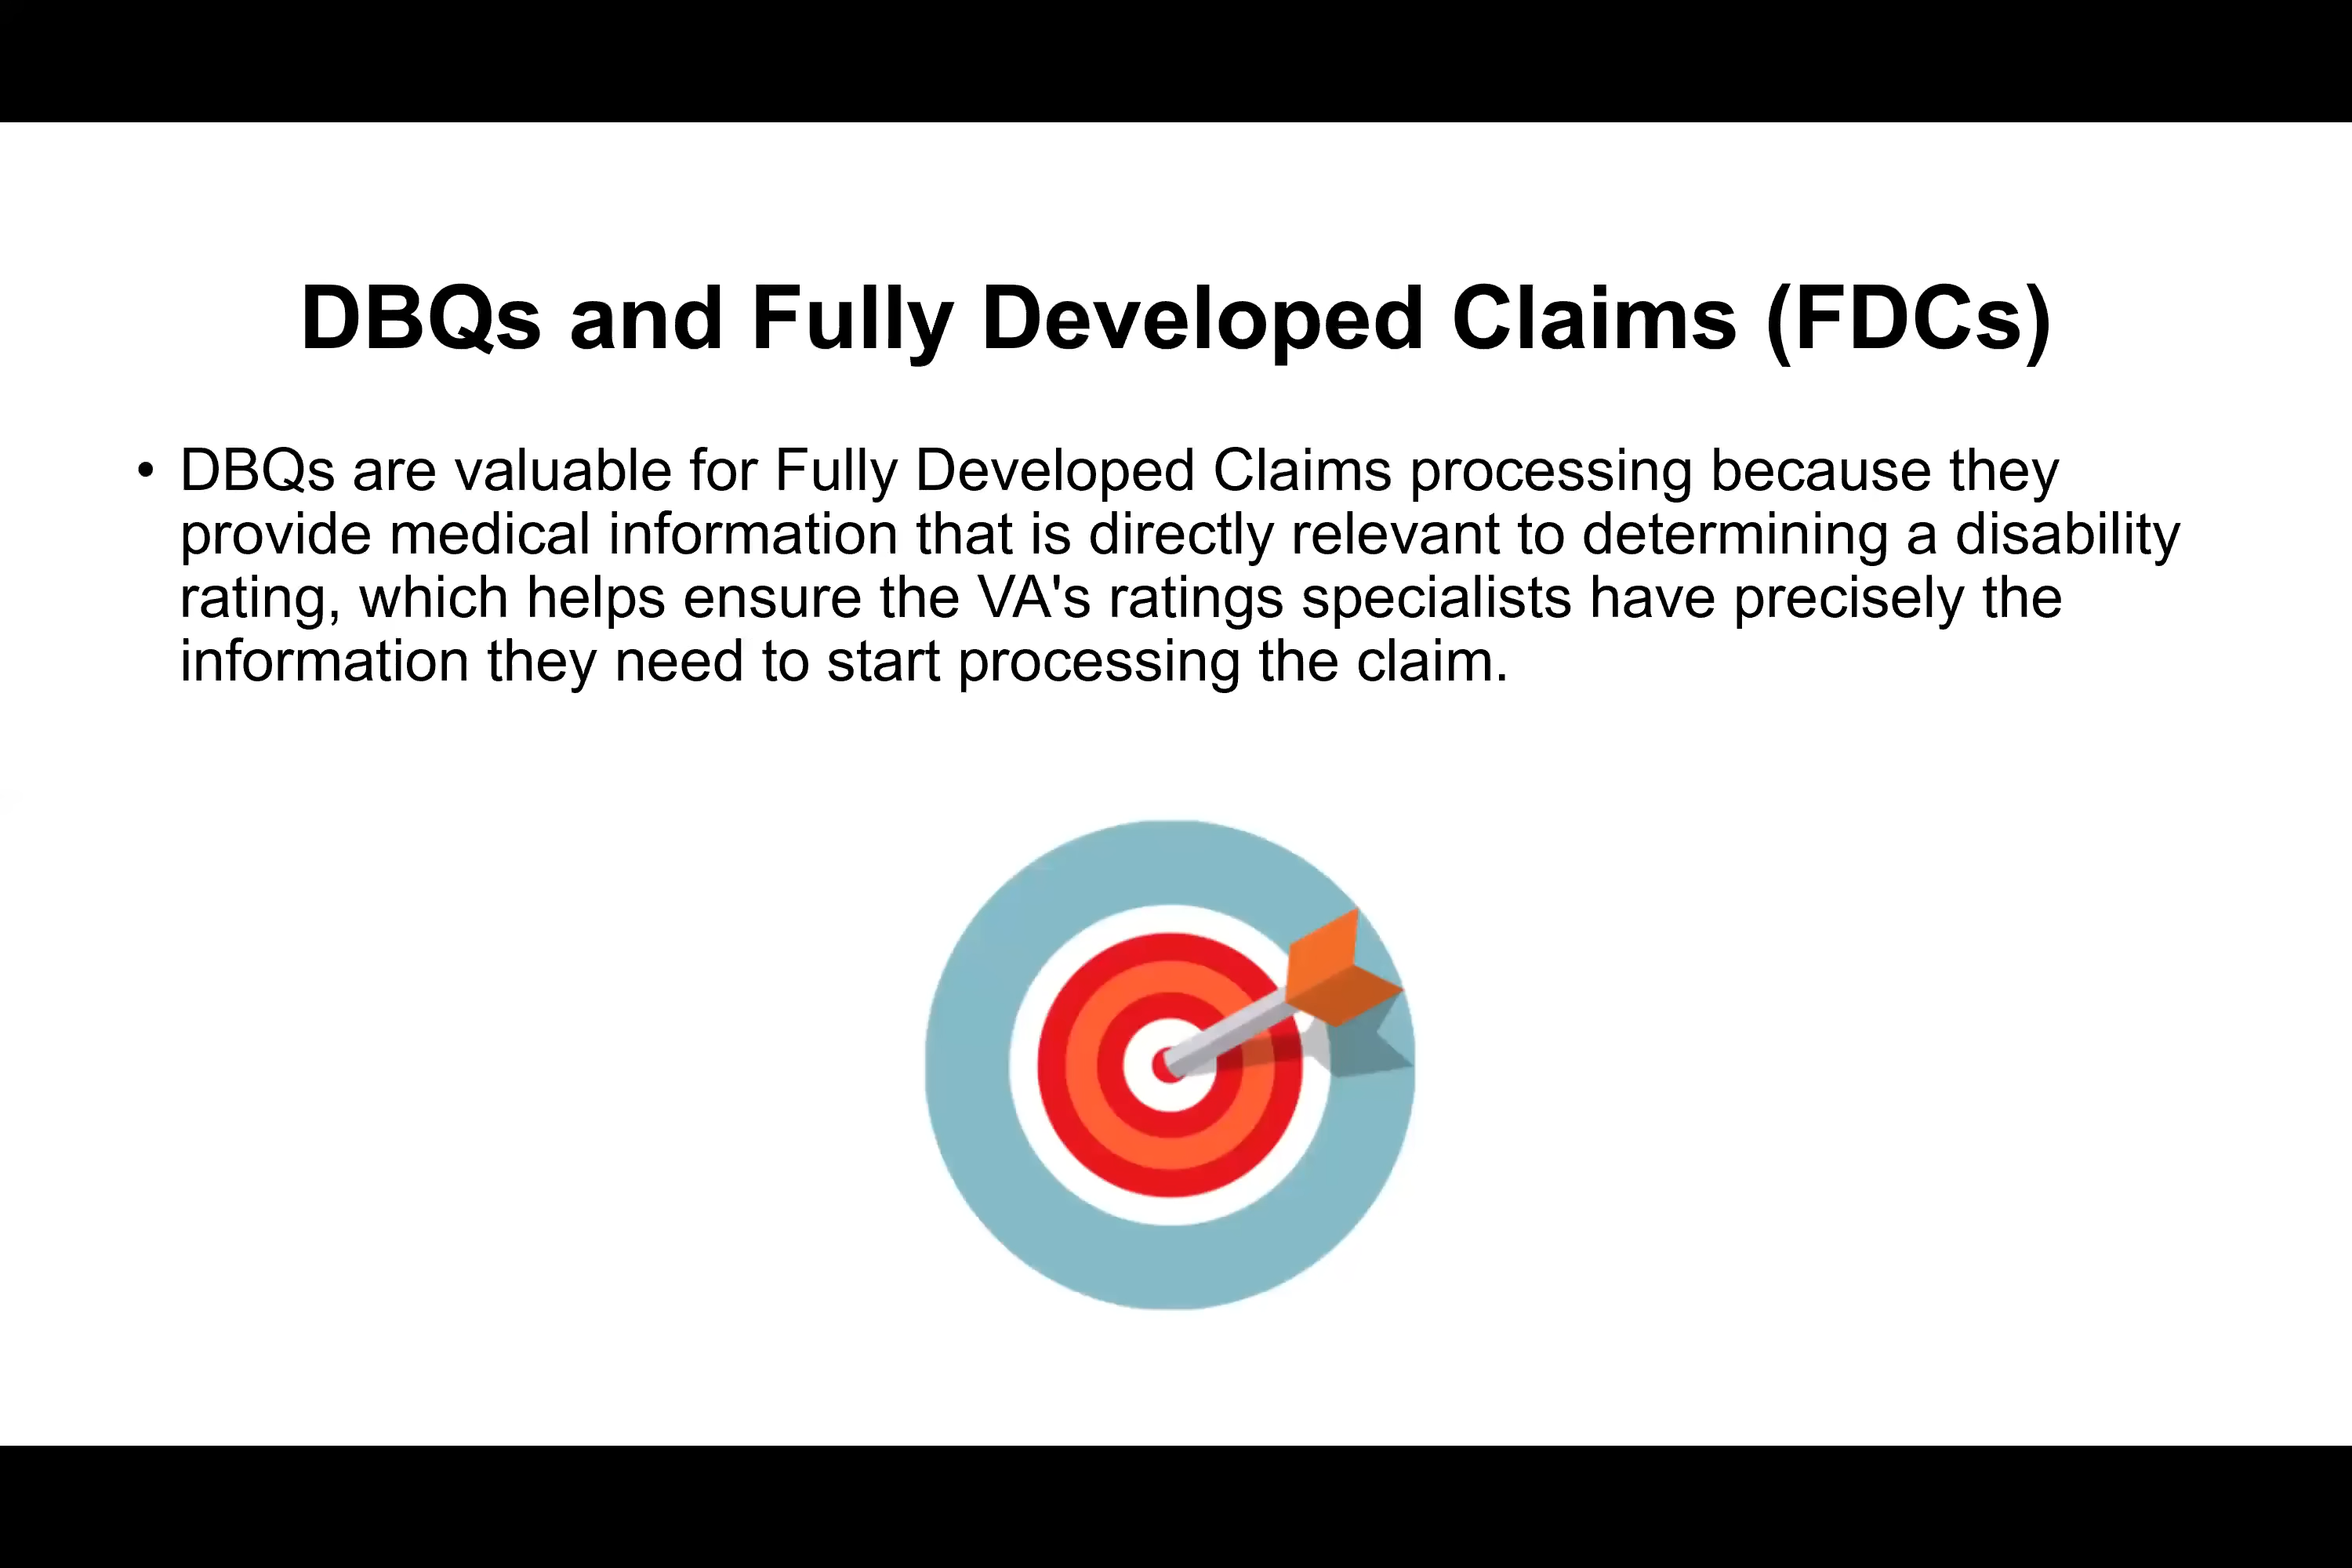 DBQs and Fully Developed Claims (FDCs)
• DBQs are valuable for Fully Developed Claims processing because they
provide medical information that is directly relevant to determining a disability
rating, which helps ensure the VA's ratings specialists have precisely the
information they need to start processing the claim.